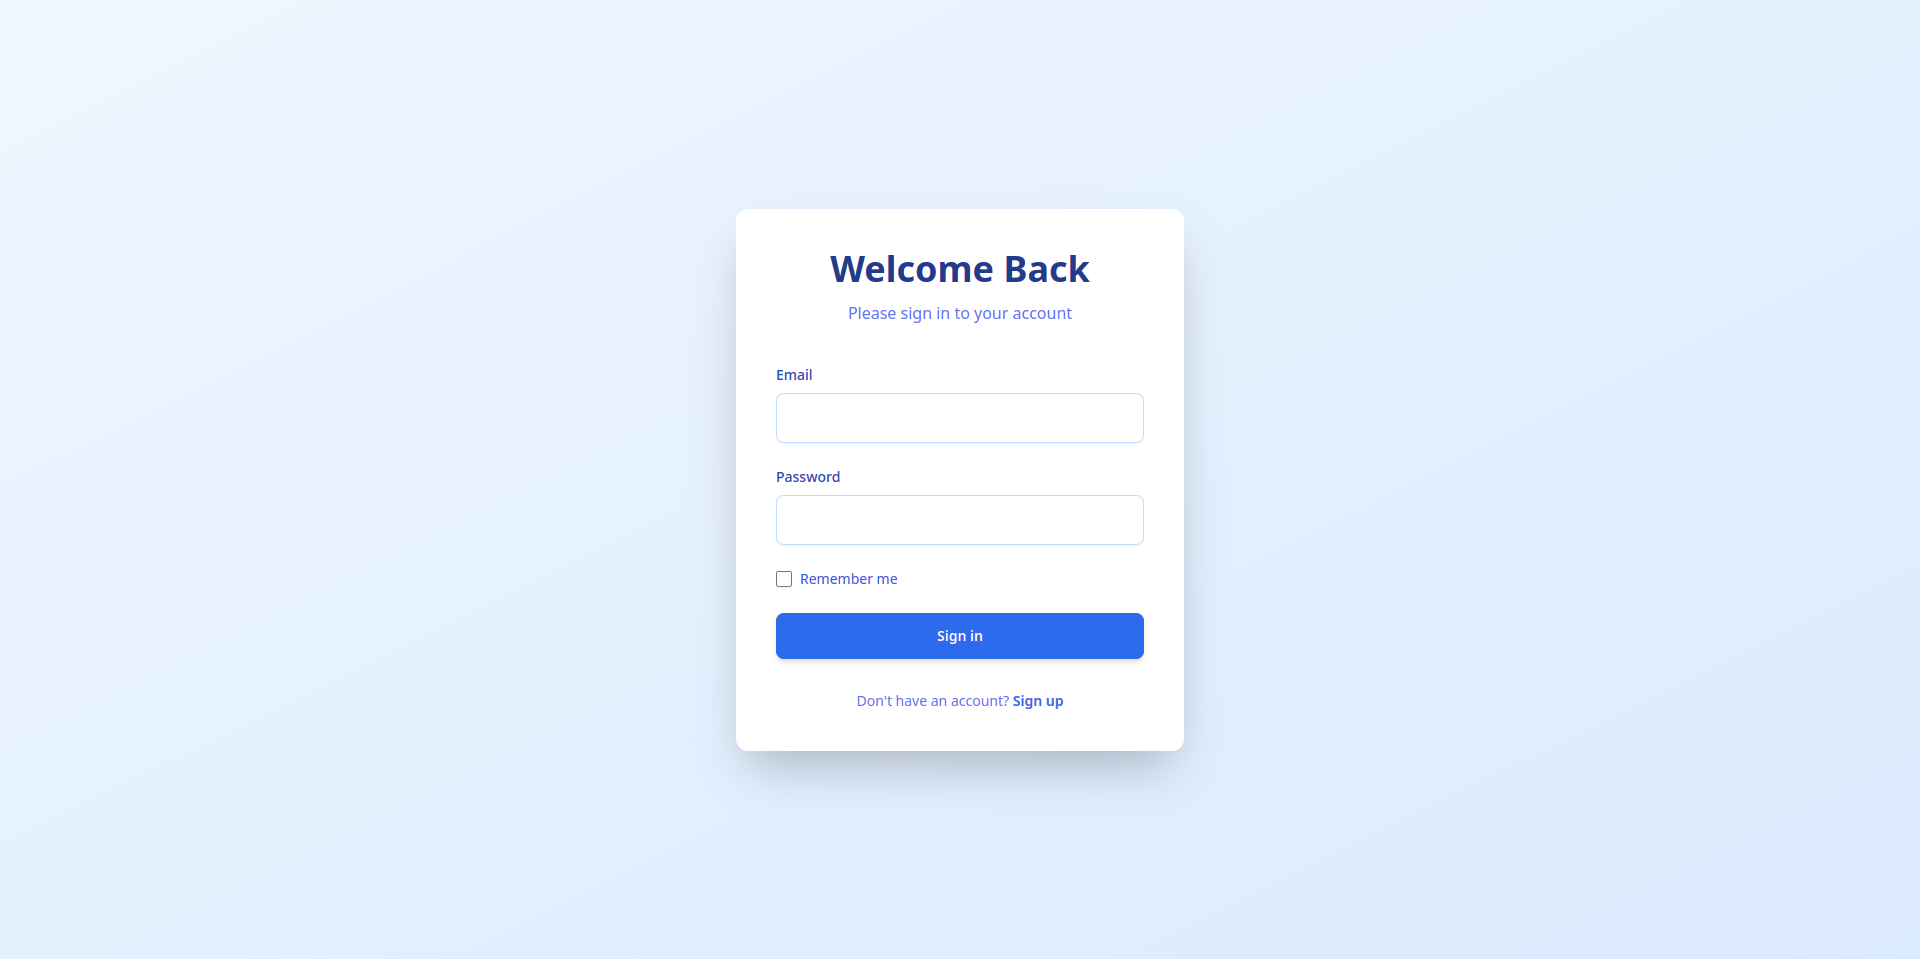 Welcome Back
Please sign in to your account
Email
Password
Remember me
Sign in
Don't have an account? Sign up